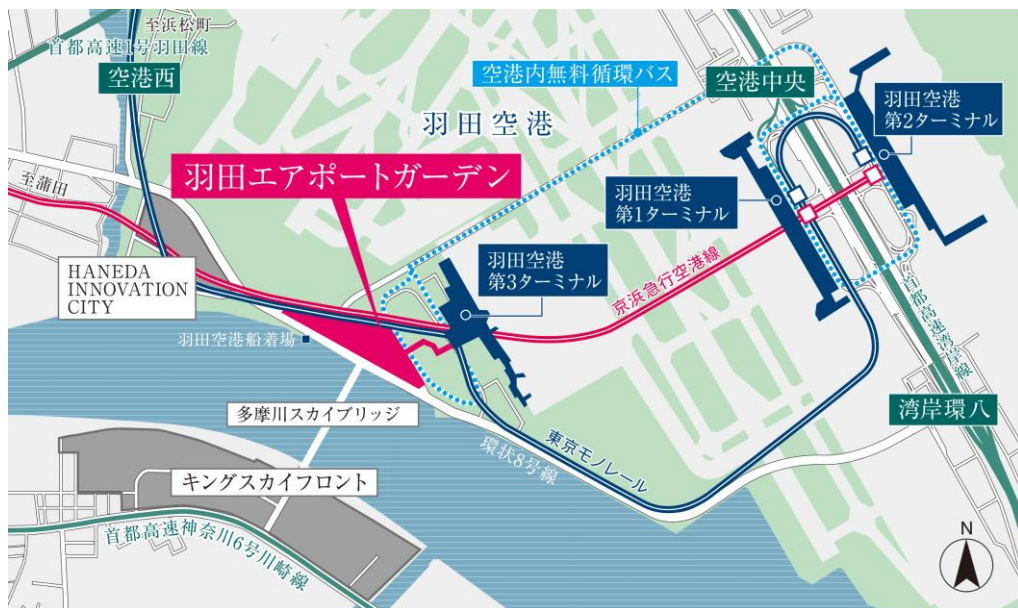 至浜松町
首都高速1号羽田線
空港西
空港内無料循環バス
空港中央
羽田空港
第2ターミナル
羽田空港
羽田エアポートガーデン
至蒲田
羽田空港
第1ターミナル
HANEDA
INNOVATION
CITY
羽田空港
第3ターミナル
京浜急行空港線
首都高速湾岸線
羽田空港船着場
多摩川スカイブリッジ
環状8号線
東京モノレール
湾岸環八
キングスカイフロント
首都高速神奈川6号川崎線
N